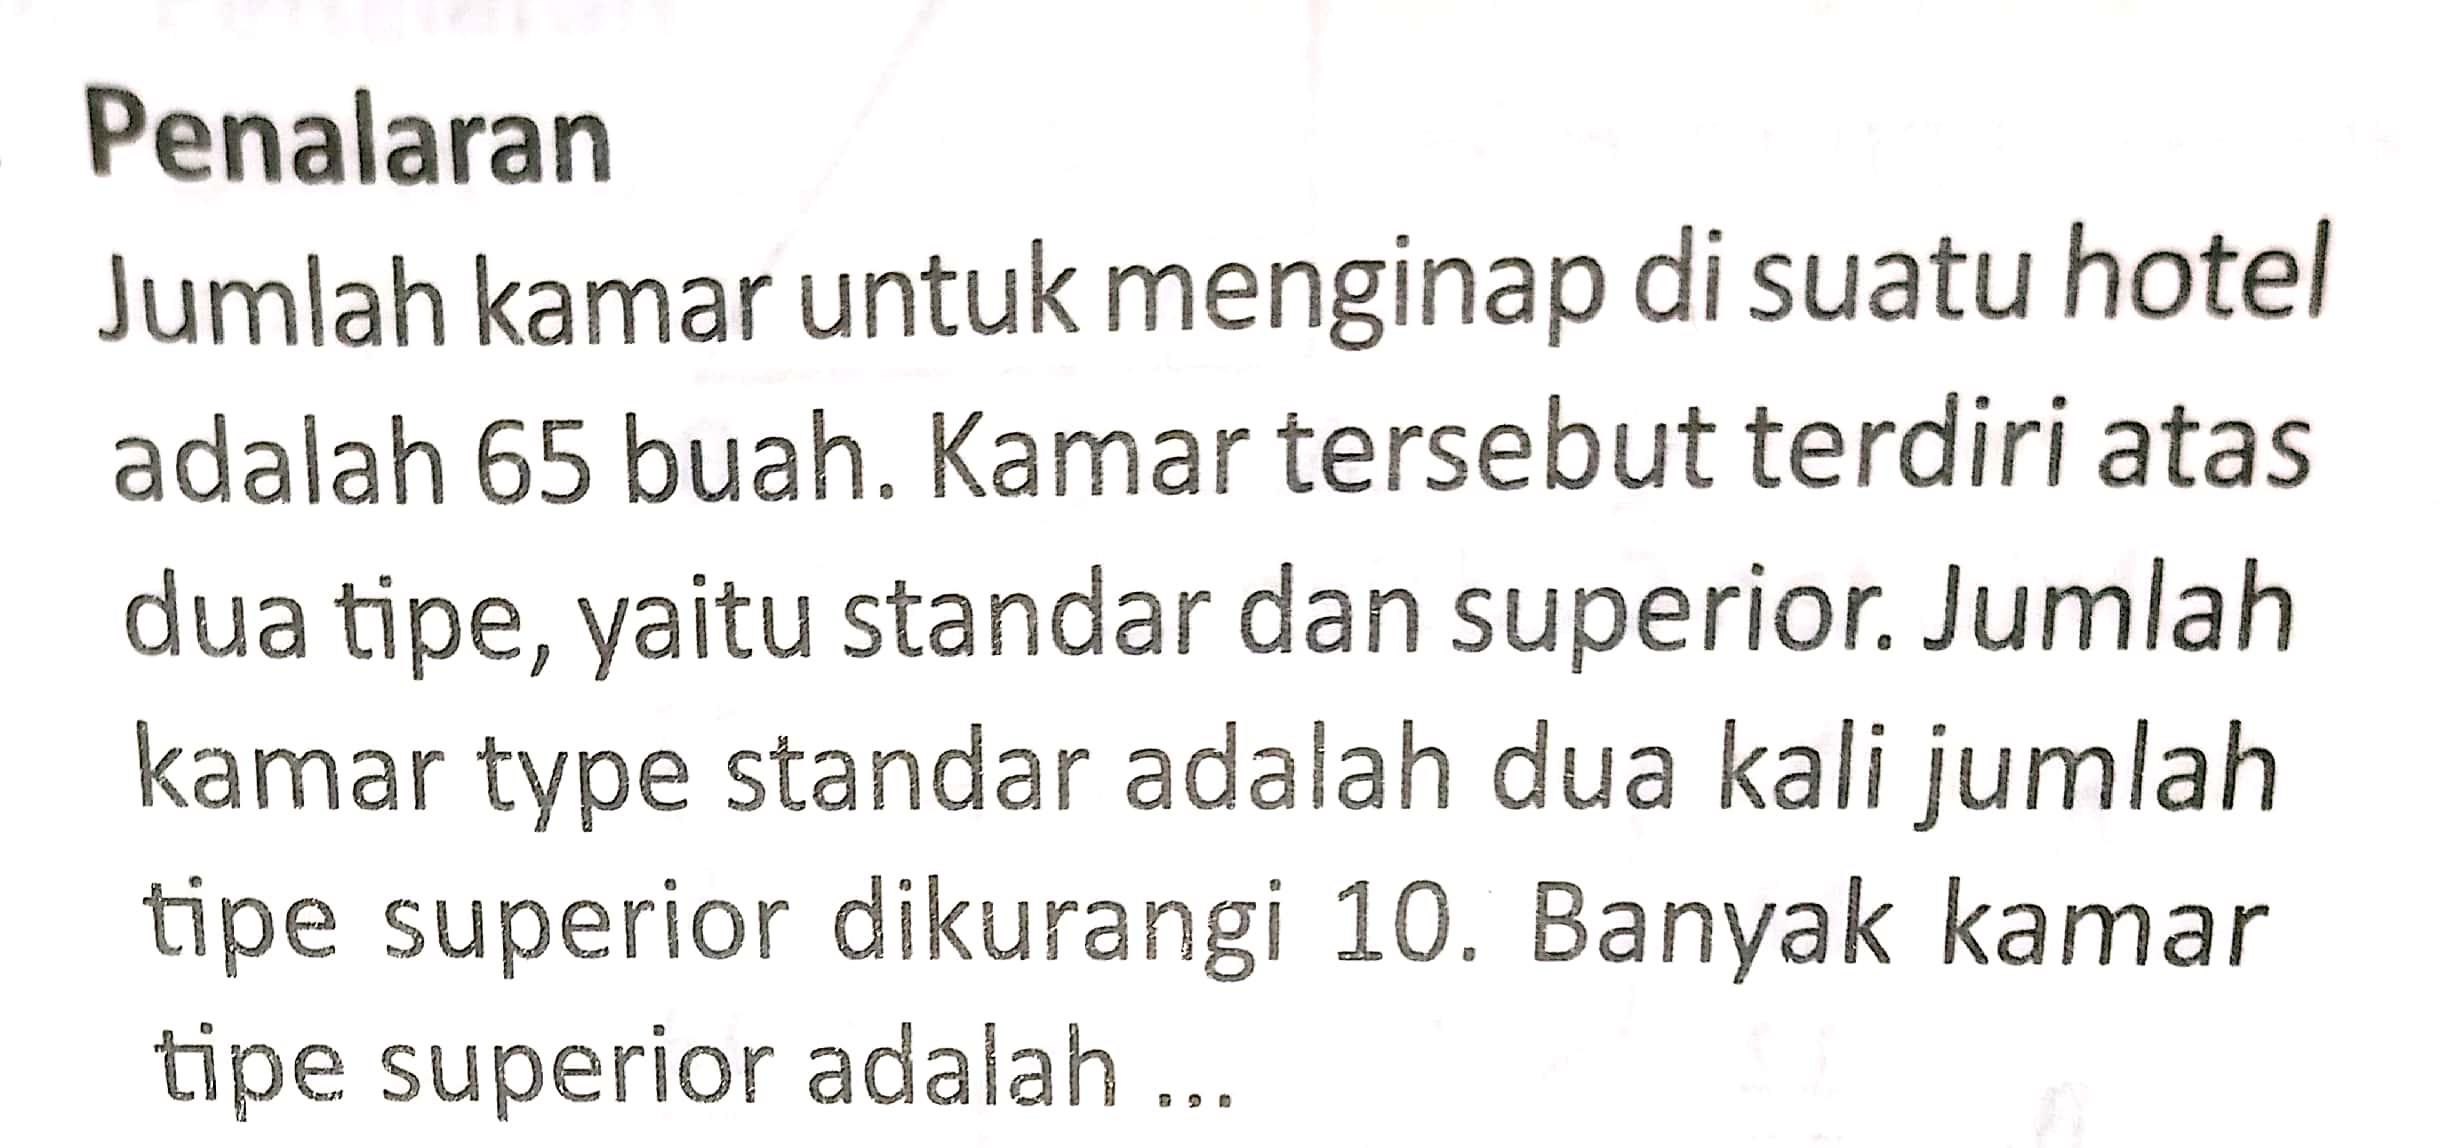 Penalaran
Jumlah kamar untuk menginap di suatu hotel
adalah 65 buah. Kamar tersebut terdiri atas
dua tipe, yaitu standar dan superior. Jumlah
kamar type standar adalah dua kali jumlah
tipe superior dikurangi 10. Banyak kamar
tipe superior adalah ...